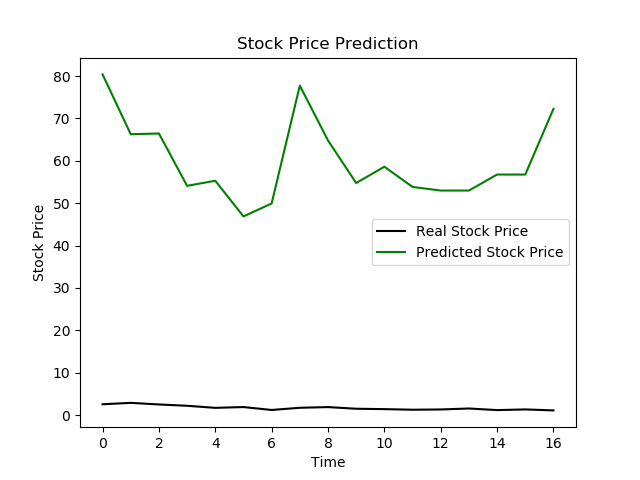 Stock Price Prediction
Stock Price
80
70
60
50
40
30
20
10
0
Real Stock Price
Predicted Stock Price
0 2 4 6 8 10 12 14 16
Time